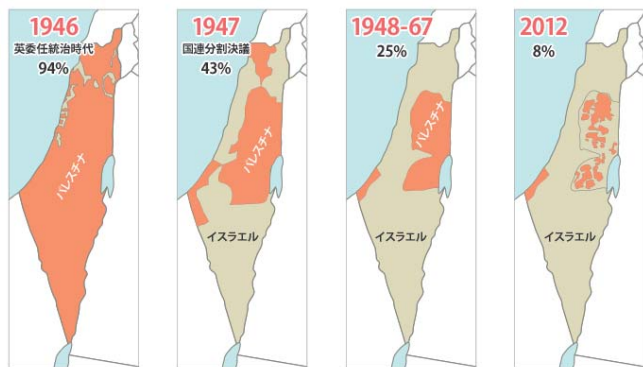 1946
英委任統治時代
94%
パレスチナ
1947
国連分割決議
43%
パレスチナ
イスラエル
1948-67
25%
パレスチナ
イスラエル
2012
8%
イスラエル